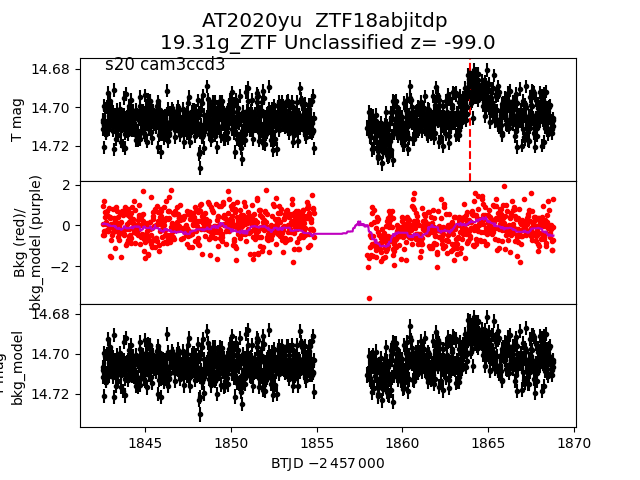 AT2020yu ZTF18abjitdp
19.31g_ZTF Unclassified z= -99.0
s20 cam3ccd3
14.68
14.70
14.72
T mag
2
0
−2
Bkg (red)/
bkg_model (purple)
14.68
14.70
14.72
mag
bkg_model
1845
1850
1855
1860
1865
1870
BTJD −2 457 000